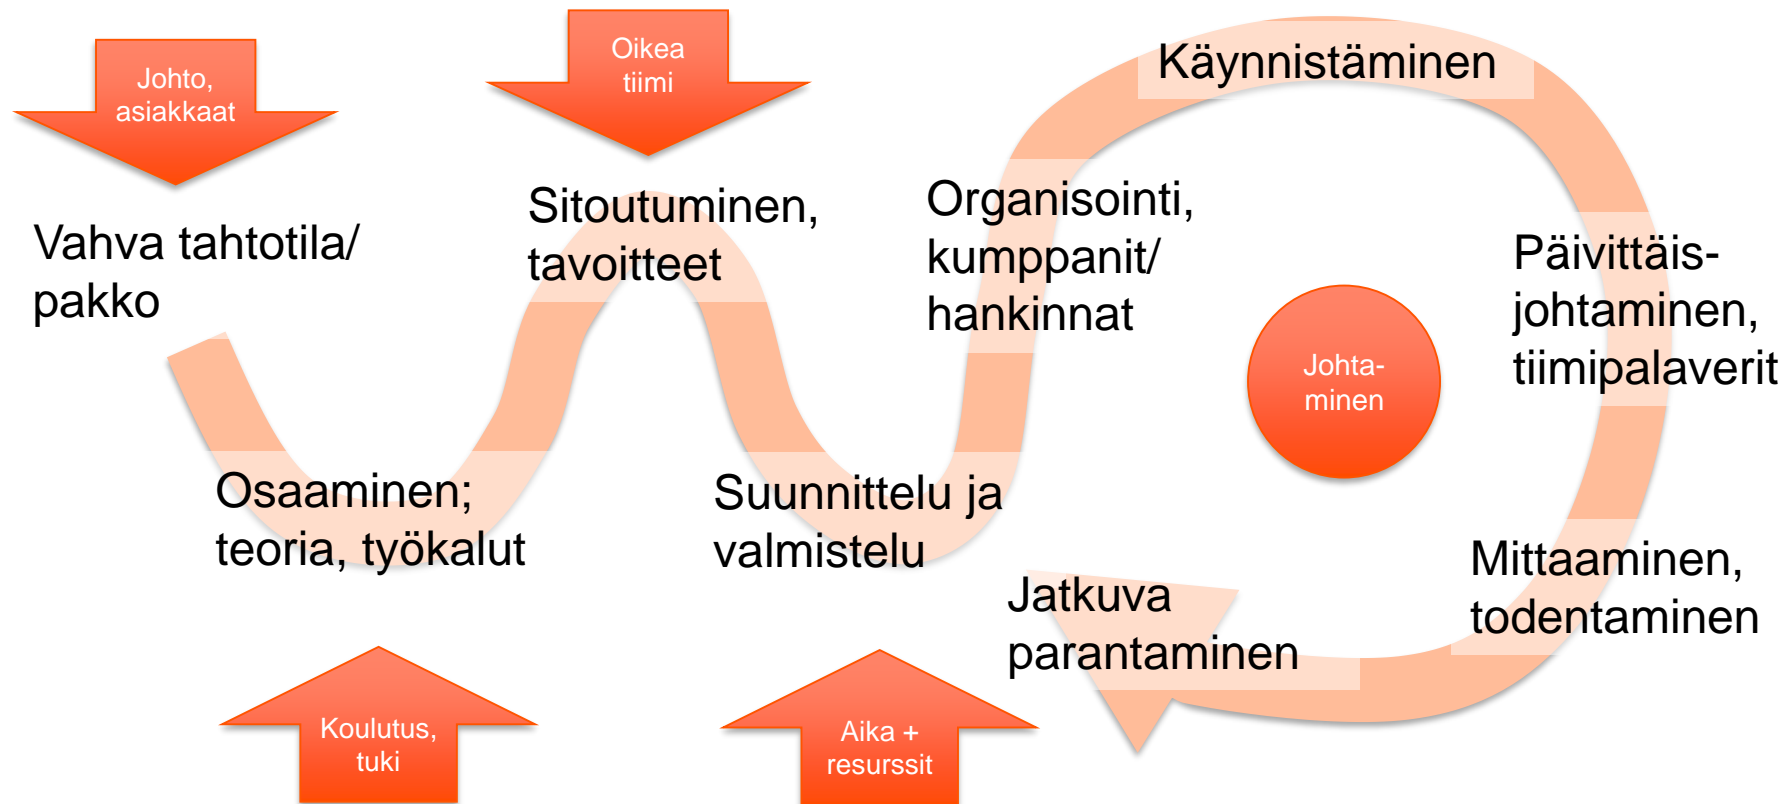 Johto,
asiakkaat
Vahva tahtotila/
pakko
Osaaminen;
teoria, työkalut
Koulutus,
tuki
Oikea
tiimi
Sitoutuminen,
tavoitteet
Suunnittelu ja
valmistelu
Aika +
resurssit
Organisointi,
kumppanit/
hankinnat
Käynnistäminen
Päivittäis-
johtaminen,
tiimipalaverit
Johta-
minen
Mittaaminen,
todentaminen
Jatkuva
parantaminen